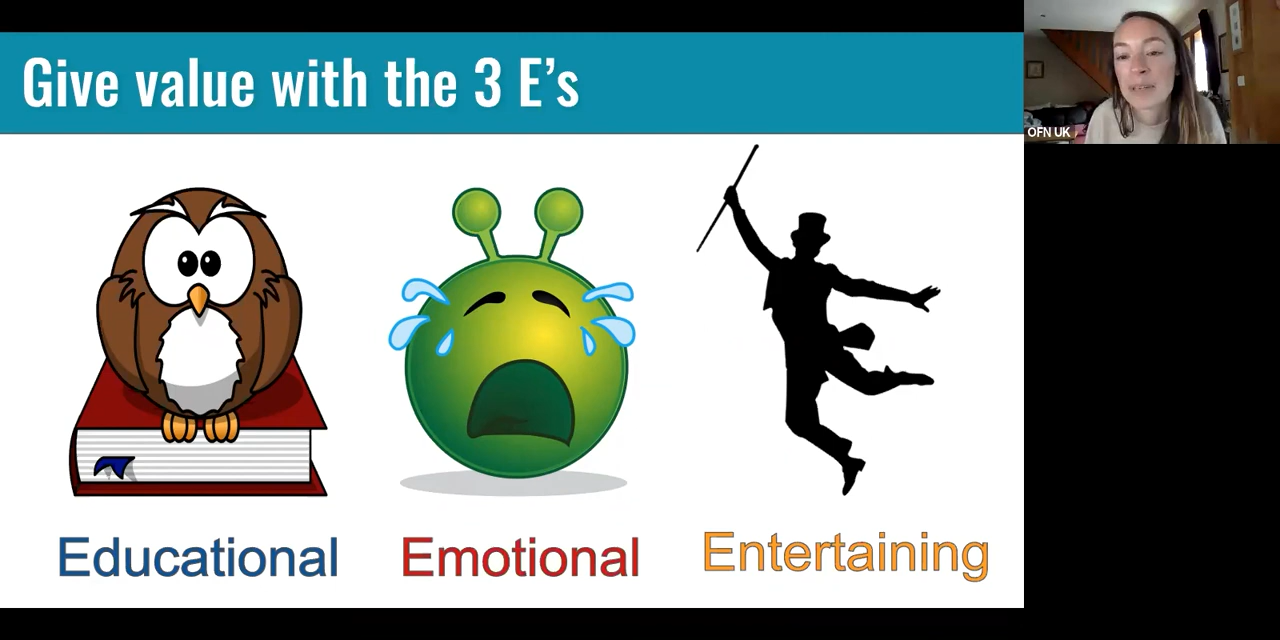 Give value with the 3 E's
OFN UK
Educational
Emotional
Entertaining